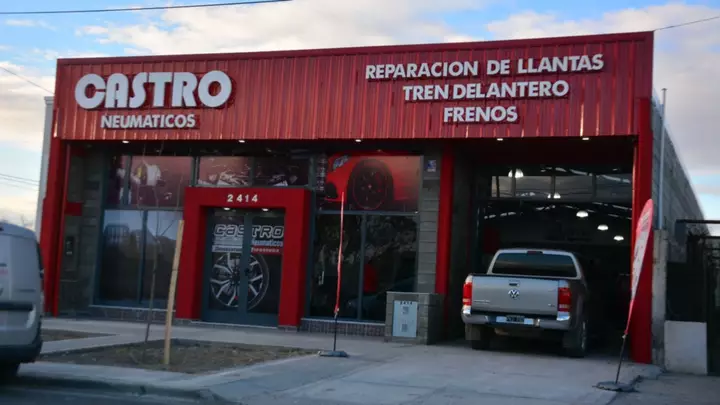 CASTRO
NEUMATICOS
REPARACION DE LLANTAS
TREN DELANTERO
FRENOS
2414
CASTRO
Neumaticos